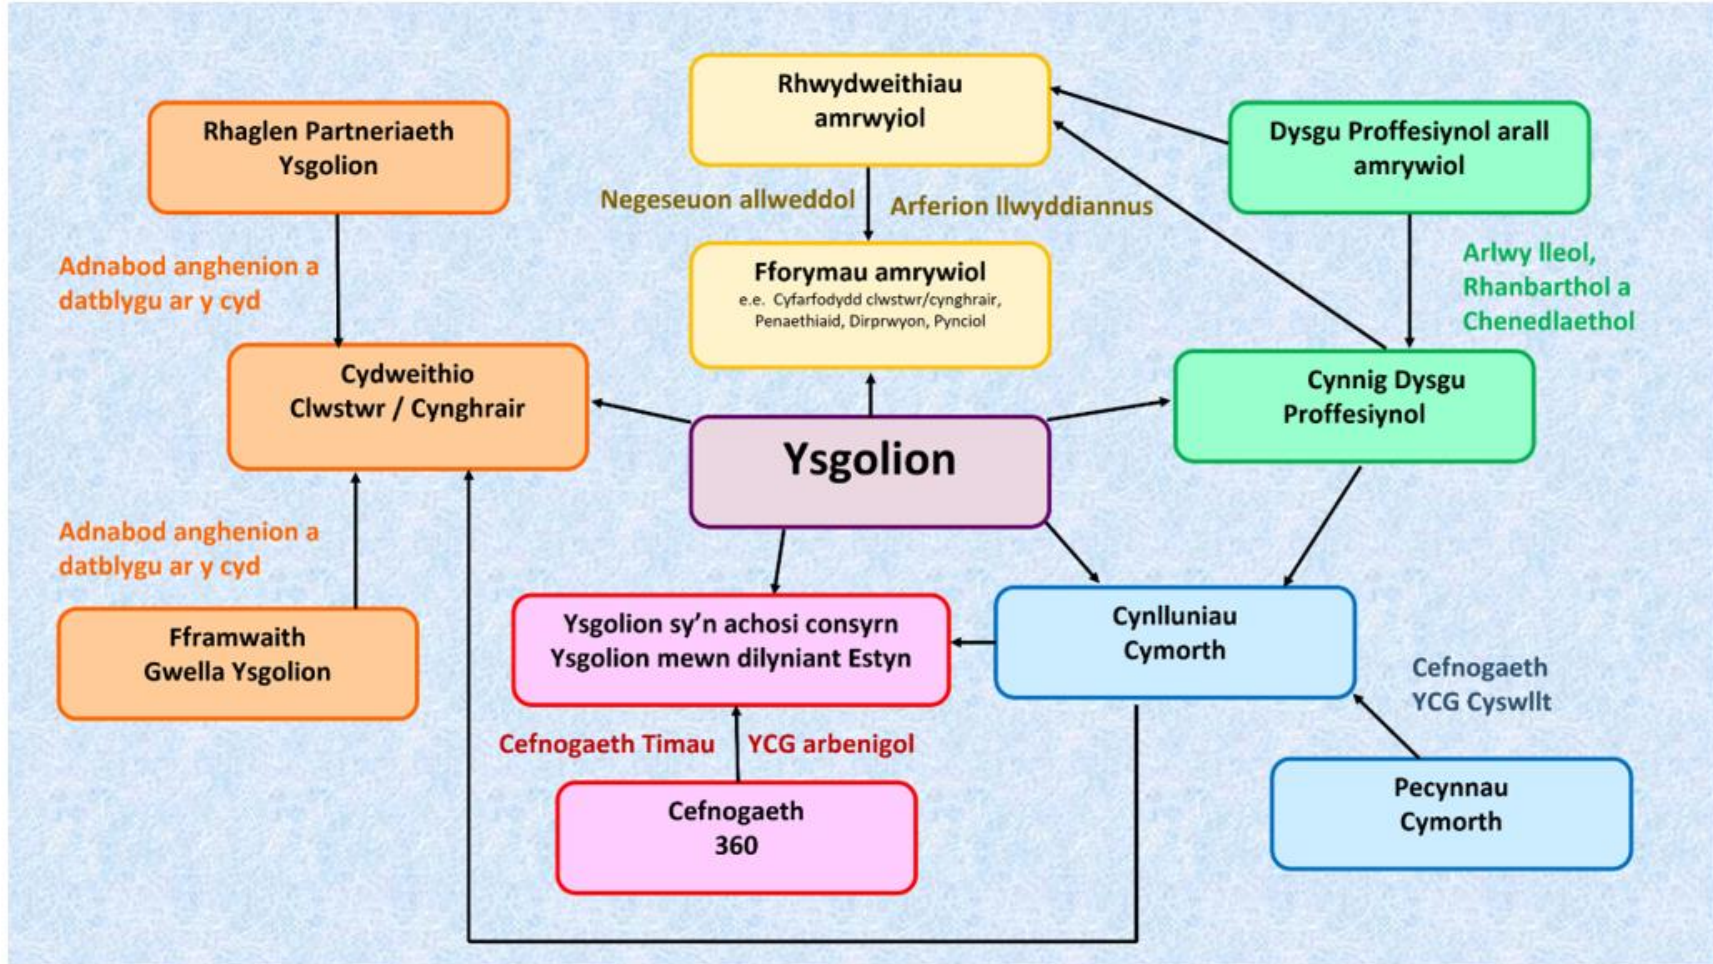 Rhwydweithiau
amrwyiol
Rhaglen Partneriaeth
Ysgolion
Dysgu Proffesiynol arall
amrywiol
Negeseuon allweddol
Arferion llwyddiannus
Adnabod anghenion a
datblygu ar y cyd
Fforymau amrywiol
e.e. Cyfarfodydd clwstwr/cynghrair,
Penaethiaid, Dirprwyon, Pynciol
Arlwy lleol,
Rhanbarthol a
Chenedlaethol
Cydweithio
Clwstwr / Cynghrair
Cynnig Dysgu
Proffesiynol
Ysgolion
Adnabod anghenion a
datblygu ar y cyd
Fframwaith
Gwella Ysgolion
Ysgolion sy’n achosi consyrn
Ysgolion mewn dilyniant Estyn
Cynlluniau
Cymorth
Cefnogaeth
YCG Cyswllt
Cefnogaeth Timau
YCG arbenigol
Cefnogaeth
360
Pecynnau
Cymorth